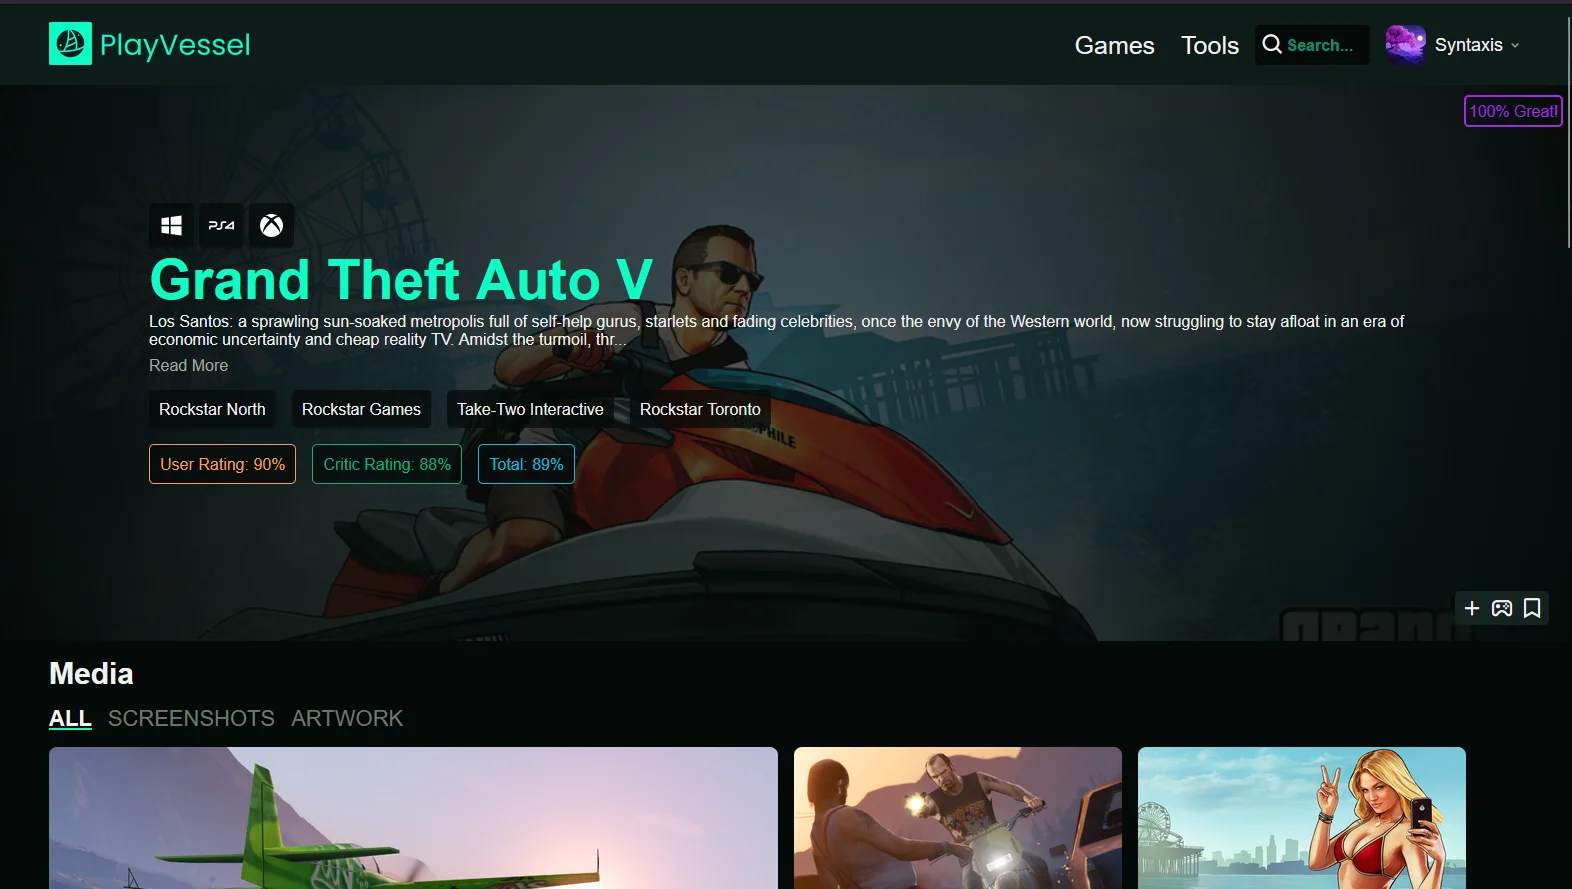 PlayVessel
Games
Tools
Search...
Syntaxis
100% Great!
PS4
Grand Theft Auto V
Los Santos: a sprawling sun-soaked metropolis full of self-help gurus, starlets and fading celebrities, once the envy of the Western world, now struggling to stay afloat in an era of
economic uncertainty and cheap reality TV. Amidst the turmoil, thr...
Read More
Rockstar North
Rockstar Games
Take-Two Interactive
Rockstar Toronto
User Rating: 90%
Critic Rating: 88%
Total: 89%
Media
ALL
SCREENSHOTS
ARTWORK